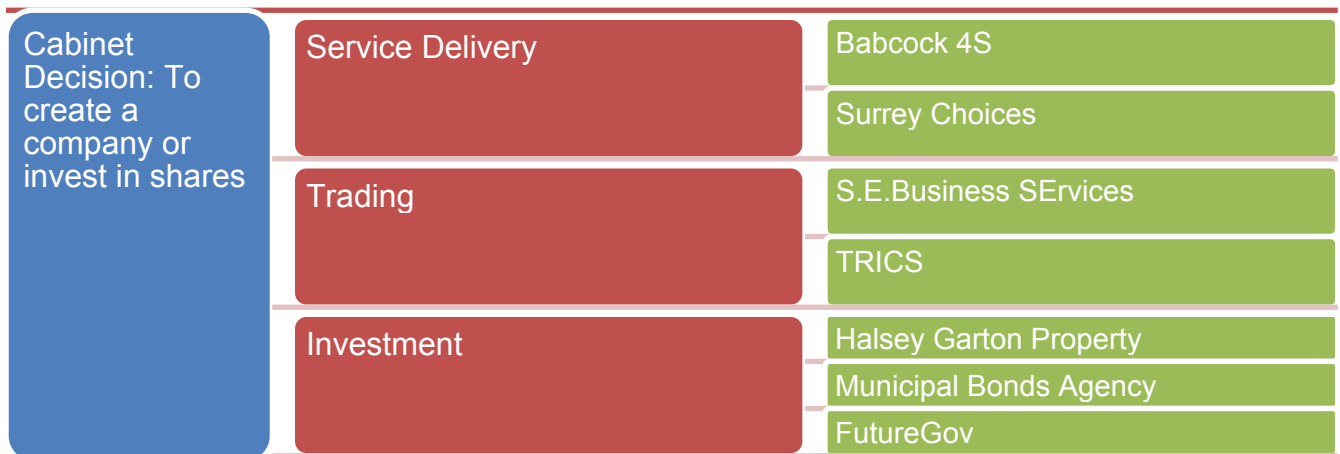 Cabinet
Decision: To
create a
company or
invest in shares
Service Delivery
Babcock 4S
Surrey Choices
Trading
S.E.Business SErvices
TRICS
Investment
Halsey Garton Property
Municipal Bonds Agency
FutureGov